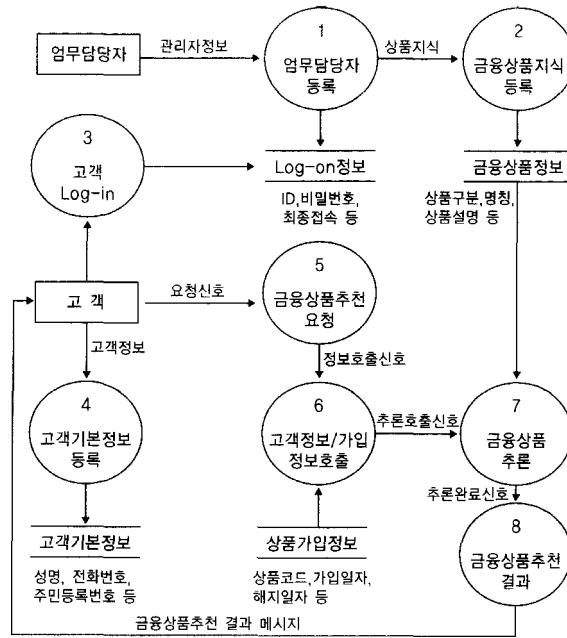 업무담당자
관리자정보
1
업무담당자
등록
상품지식
2
금융상품지식
등록
3
고객
Log-in
Log-on정보
ID,비밀번호,
최종접속 등
금융상품정보
상품구분,명칭,
상품설명 등
고 객
요청신호
5
금융상품추천
요청
고객정보
정보호출신호
4
고객기본정보
등록
6
고객정보/가입
정보호출
추론호출신호
7
금융상품
추론
추론완료신호
고객기본정보
성명, 전화번호,
주민등록번호 등
상품가입정보
상품코드,가입일자,
해지일자 등
8
금융상품추천
결과
금융상품추천 결과 메시지